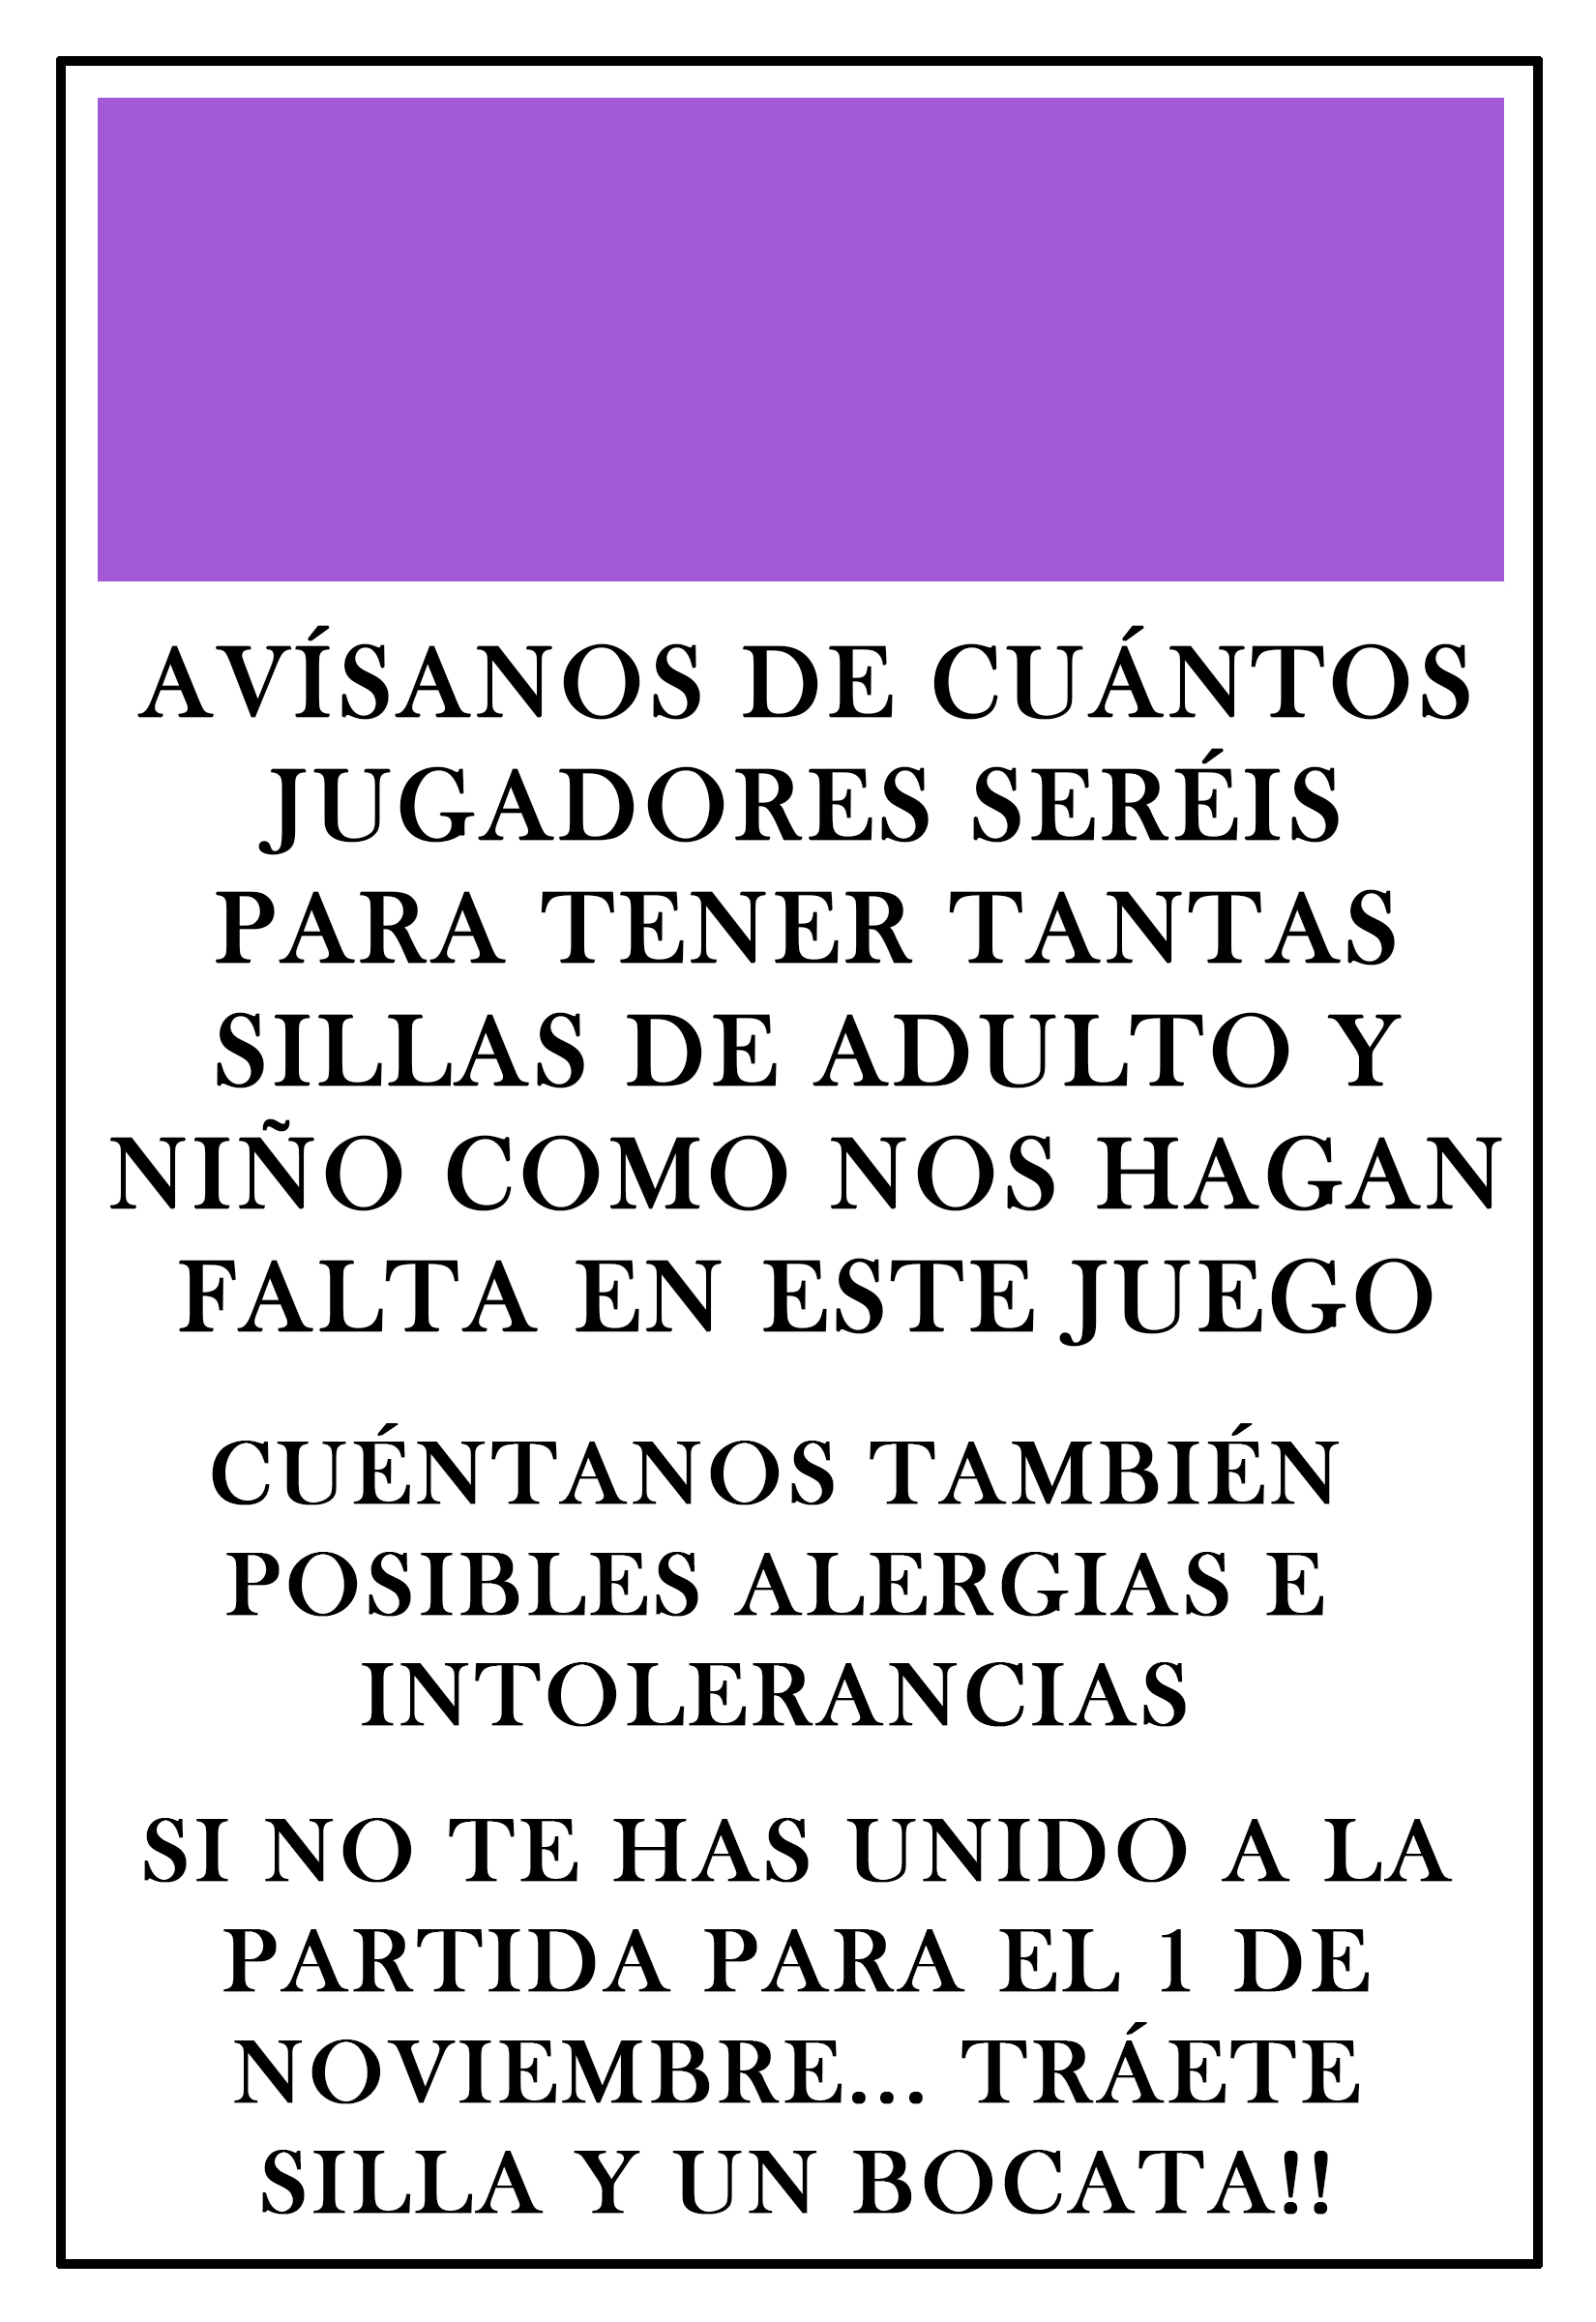 AVÍSANOS DE CUÁNTOS
JUGADORES SERÉIS
PARA TENER TANTAS
SILLAS DE ADULTO Y
NIÑO COMO NOS HAGAN
FALTA EN ESTE JUEGO
CUÉNTANOS TAMBIÉN
POSIBLES ALERGIAS E
INTOLERANCIAS
SI NO TE HAS UNIDO A LA
PARTIDA PARA EL 1 DE
NOVIEMBRE... TRÁETE
SILLA Y UN BOCATA!!